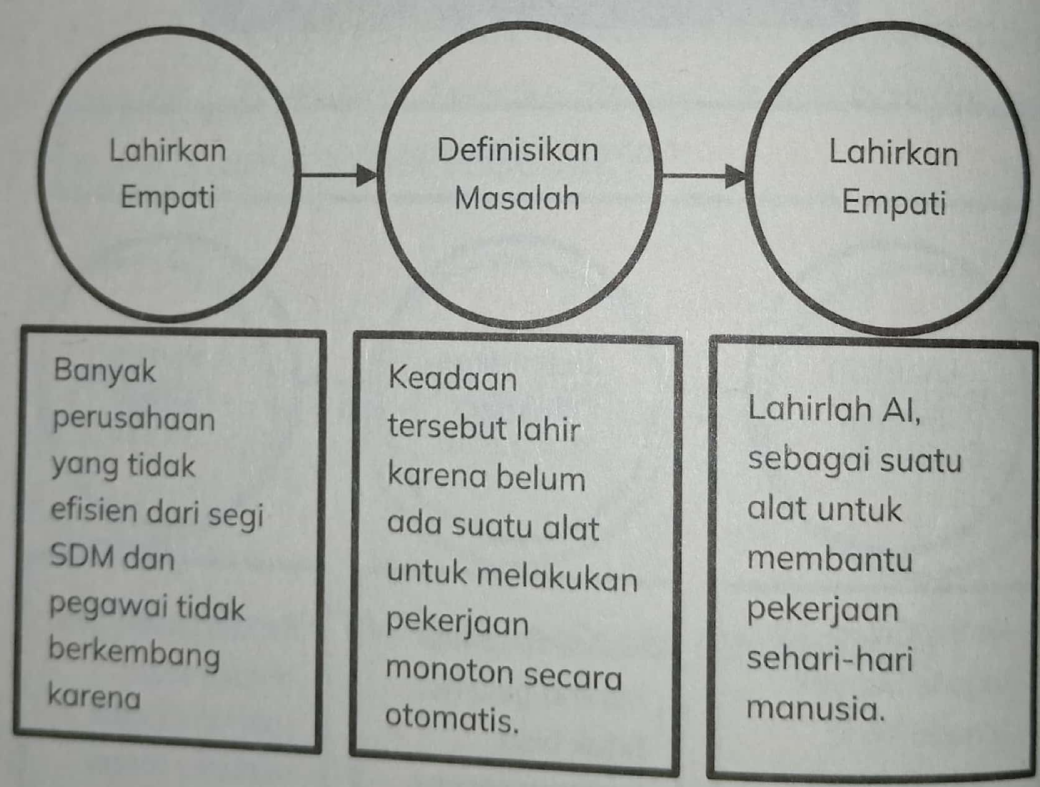 Lahirkan
Empati
Definisikan
Masalah
Lahirkan
Empati
Banyak
perusahaan
yang tidak
efisien dari segi
SDM dan
pegawai tidak
berkembang
karena
Keadaan
tersebut lahir
karena belum
ada suatu alat
untuk melakukan
pekerjaan
monoton secara
otomatis.
Lahirlah AI,
sebagai suatu
alat untuk
membantu
pekerjaan
sehari-hari
manusia.